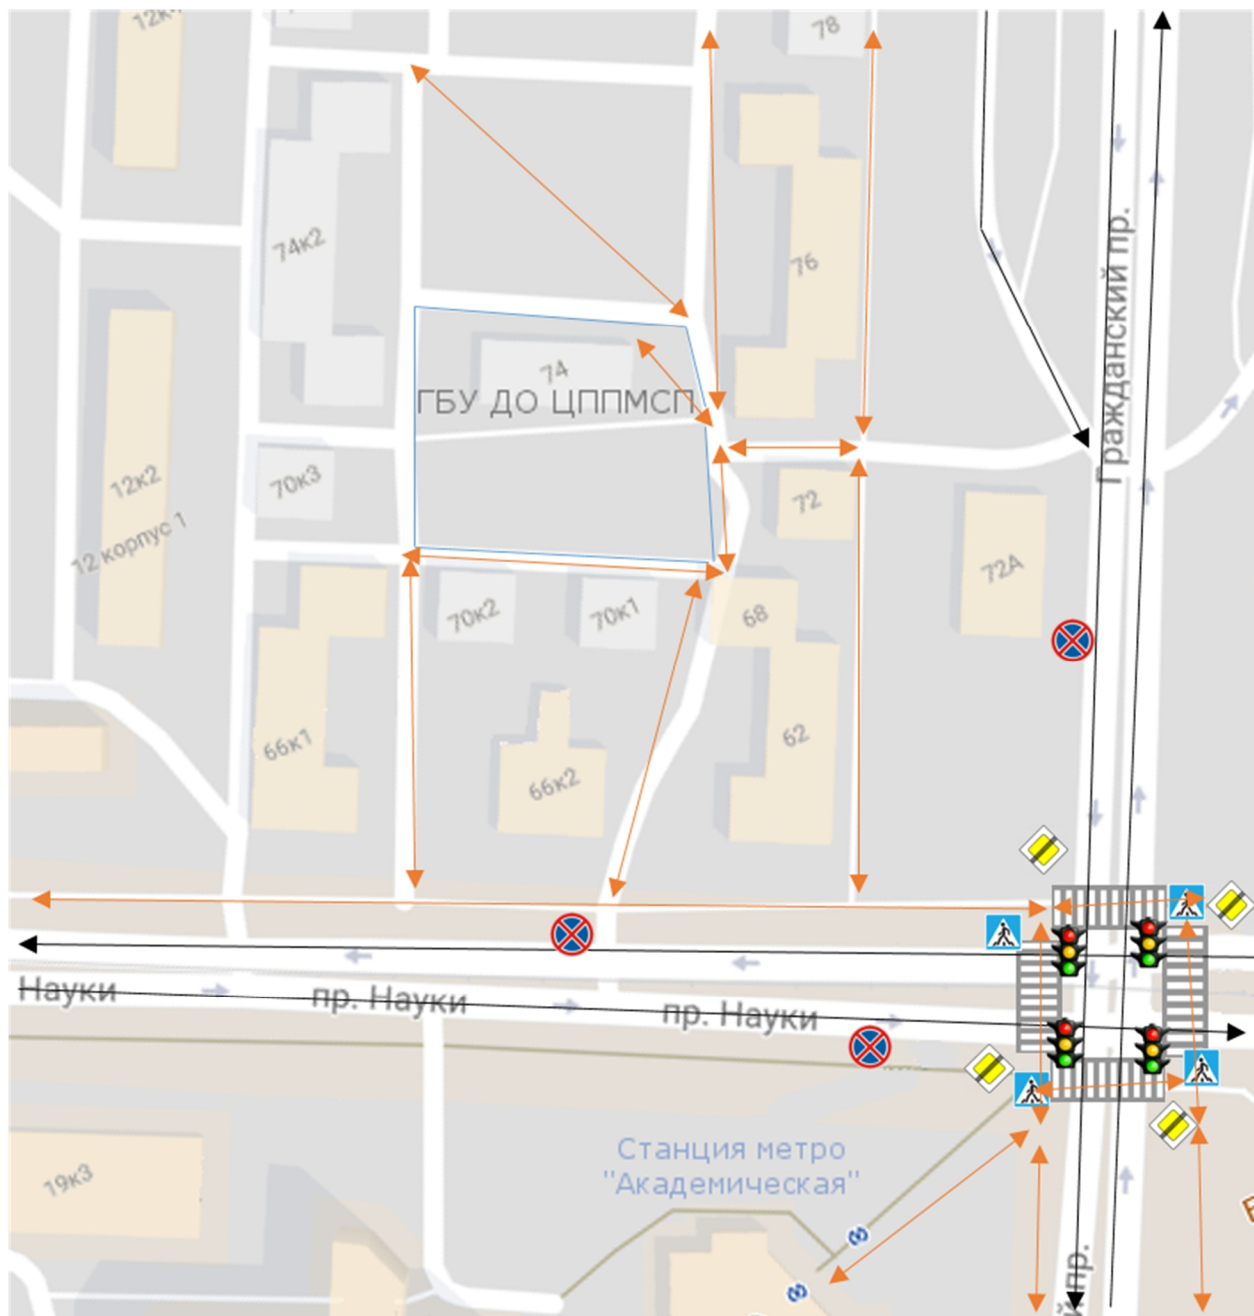 78
74к2
76
Гражданский пр.
74
ГБУ ДО ЦППМСП
12к2
12 корпус 1
70к3
72
72А
70к2
70к1
68
66к1
66к2
62
Науки
пр. Науки
пр. Науки
19к3
Станция метро
"Академическая"
пр.